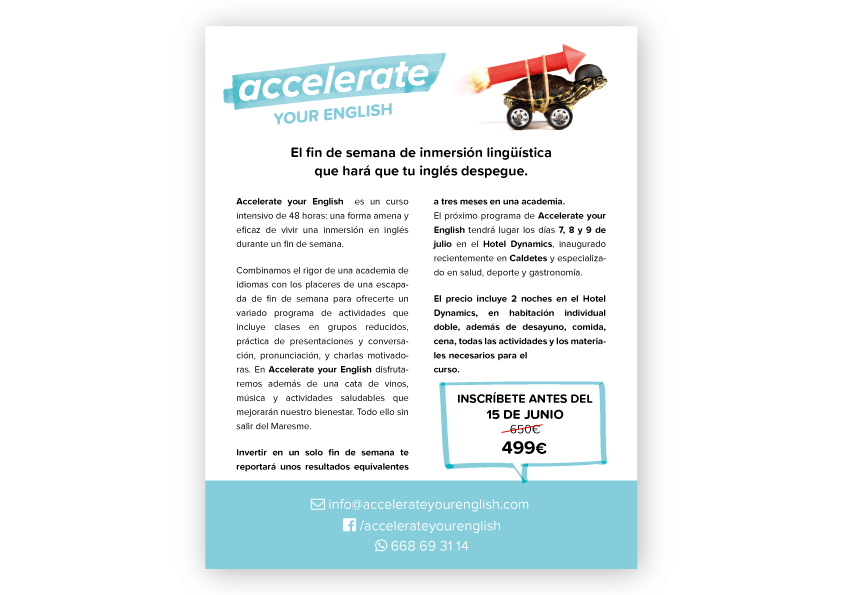 accelerate
YOUR ENGLISH
El fin de semana de inmersión lingüística
que hará que tu inglés despegue.
Accelerate your English es un curso
intensivo de 48 horas: una forma amena y
eficaz de vivir una inmersión en inglés
durante un fin de semana.
Combinamos el rigor de una academia de
idiomas con los placeres de una escapa-
da de fin de semana para ofrecerte un
variado programa de actividades que
incluye clases en grupos reducidos,
práctica de presentaciones y conversa-
ción, pronunciación, y charlas motivado-
ras. En Accelerate your English disfruta-
remos además de una cata de vinos,
música y actividades saludables que
mejorarán nuestro bienestar. Todo ello sin
salir del Maresme.
Invertir en un solo fin de semana te
reportará unos resultados equivalentes
a tres meses en una academia.
El próximo programa de Accelerate your
English tendrá lugar los días 7, 8 y 9 de
julio en el Hotel Dynamics, inaugurado
recientemente en Caldetes y especializa-
do en salud, deporte y gastronomía.
El precio incluye 2 noches en el Hotel
Dynamics, en habitación individual
doble, además de desayuno, comida,
cena, todas las actividades y los materia-
les necesarios para el
curso.
INSCRÍBETE ANTES DEL
15 DE JUNIO
650€
499€
info@accelerateyourenglish.com
/accelerateyourenglish
668 69 31 14